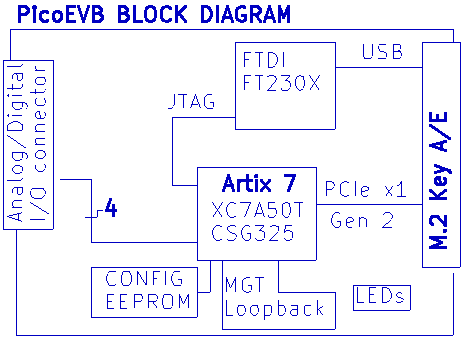 PicoEVB BLOCK DIAGRAM
FTDI
FT230X
USB
JTAG
Analog/Digital
I/O connector
M.2 Key A/E
Artix 7
XC7A50T
CSG325
PCIe x1
Gen 2
4
CONFIG
EEPROM
MGT
Loopback
LEDs